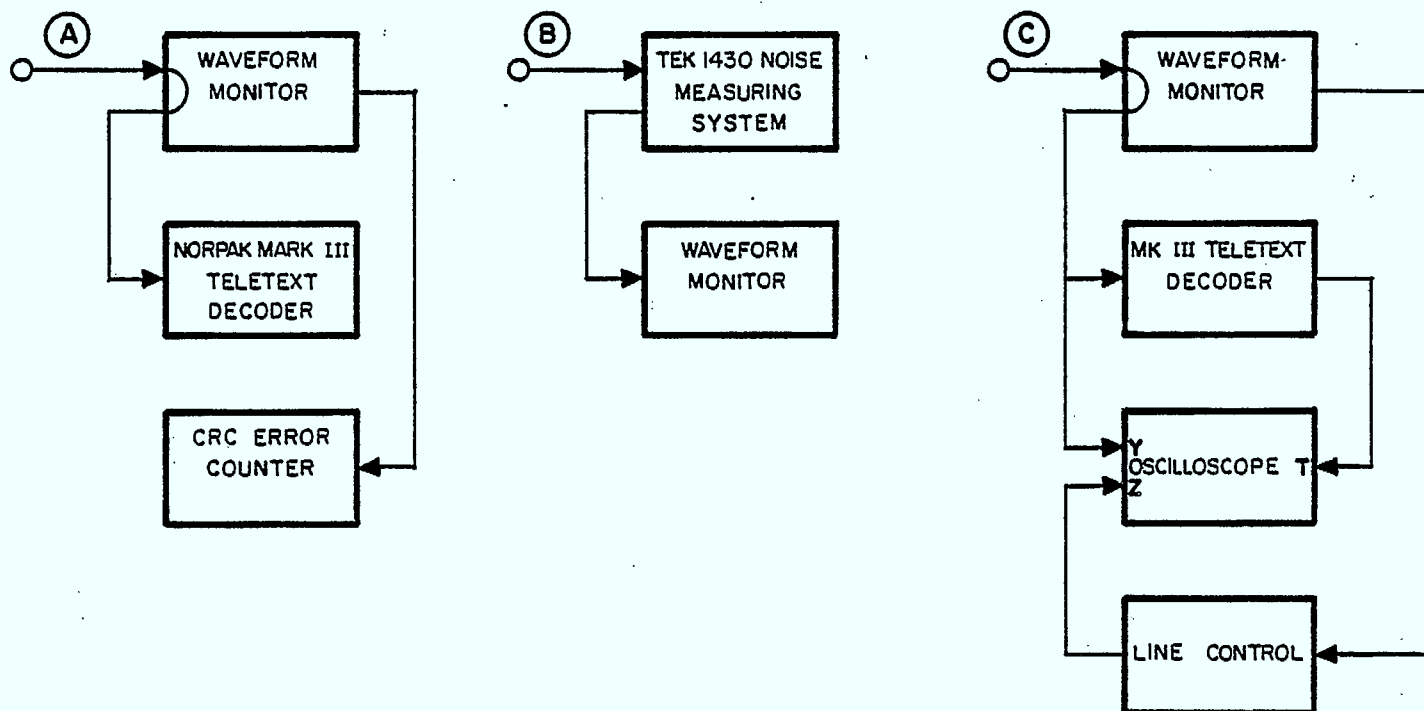 A
WAVEFORM
MONITOR
NORPAK MARK III
TELETEXT
DECODER
CRC ERROR
COUNTER
B
TEK 1430 NOISE
MEASURING
SYSTEM
WAVEFORM
MONITOR
C
WAVEFORM-
MONITOR
MK III TELETEXT
DECODER
Y
OSCILLOSCOPE T
Z
LINE CONTROL